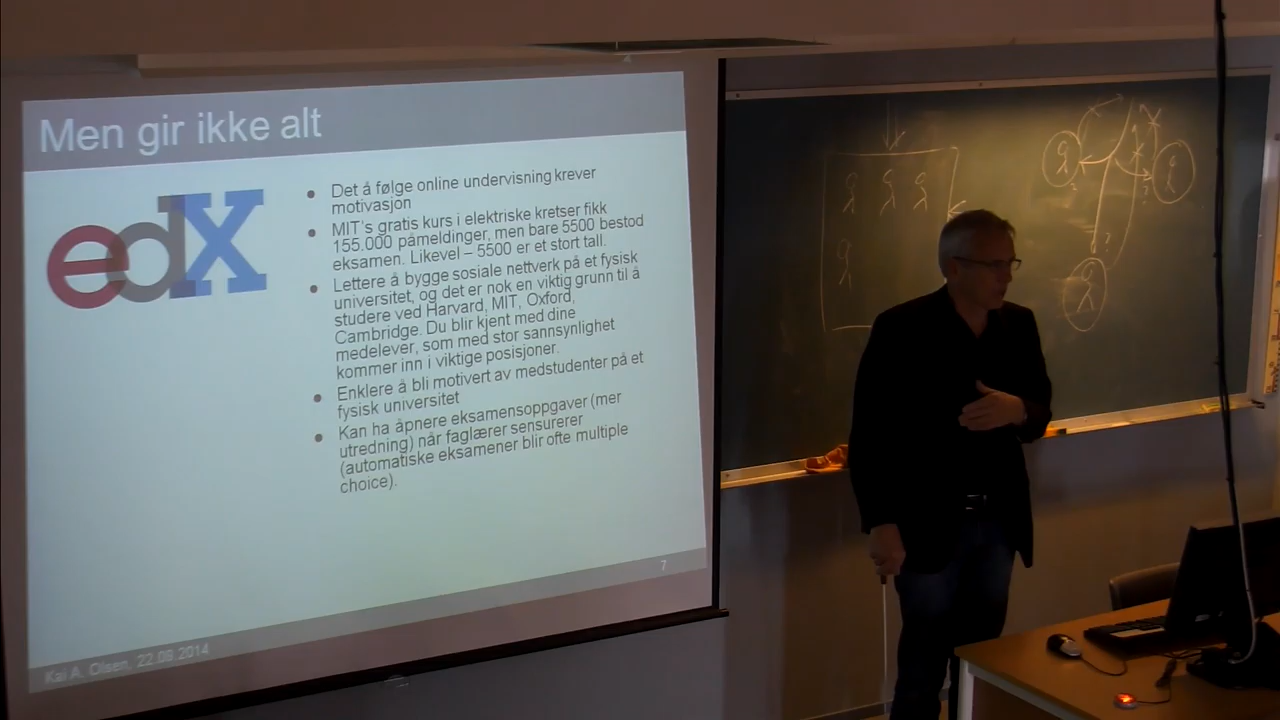 Men gir ikke alt
edX
Det å følge online undervisning krever
motivasjon
MIT's gratis kurs i elektriske kretser fikk
155.000 påmeldinger, men bare 5500 bestod
eksamen. Likevel – 5500 er et stort tall.
Lettere å bygge sosiale nettverk på et fysisk
universitet, og det er nok en viktig grunn til å
studere ved Harvard, MIT, Oxford,
Cambridge. Du blir kjent med dine
medelever, som med stor sannsynlighet
kommer inn i viktige posisjoner.
Enklere å bli motivert av medstudenter på et
fysisk universitet
Kan ha åpnere eksamensoppgaver (mer
utredning) når faglærer sensurerer
(automatiske eksamener blir ofte multiple
choice).
7
Kai A. Olsen, 22.08.2014